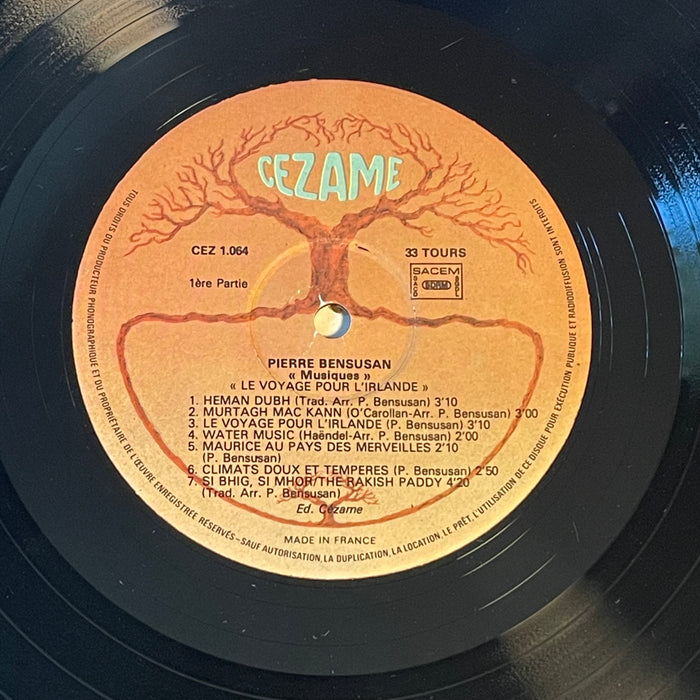 CEZAME
CEZ 1.064
33 TOURS
1ère Partie
SACEM
SACD
SDRM
SGDL
PIERRE BENSUSAN
« Musiques »
« LE VOYAGE POUR L'IRLANDE »
1. HEMAN DUBH (Trad. Arr. P. Bensusan) 3'10
2. MURTAGH MAC KANN (O'Carollan-Arr. P. Bensusan) 3'00
3. LE VOYAGE POUR L'IRLANDE (P. Bensusan) 3'10
4. WATER MUSIC (Haëndel-Arr. P. Bensusan) 2'00
5. MAURICE AU PAYS DES MERVEILLES 2'10
(P. Bensusan)
6. CLIMATS DOUX ET TEMPERES (P. Bensusan) 2'50
7. SI BHIG, SI MHOR/THE RAKISH PADDY 4'20
(Trad. Arr. P. Bensusan)
Ed. Cézame
MADE IN FRANCE
TOUS DROITS DU PRODUCTEUR PHONOGRAPHIQUE ET DU PROPRIÉTAIRE DE L'ŒUVRE ENREGISTRÉE RÉSERVÉS-SAUF AUTORISATION, LA DUPLICATION, LA LOCATION, LE PRÊT, L'UTILISATION DE CE DISQUE POUR EXÉCUTION PUBLIQUE ET RADIODIFFUSION SONT INTERDITS